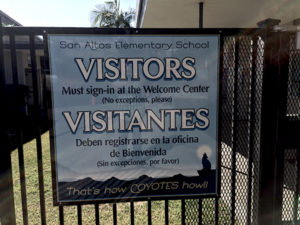 San Altos Elementary School
VISITORS
Must sign-in at the Welcome Center
(No exceptions, please)
VISITANTES
Deben registrarse en la oficina
de Bienvenida
(Sin excepciones, por favor)
That's how COYOTES howl!